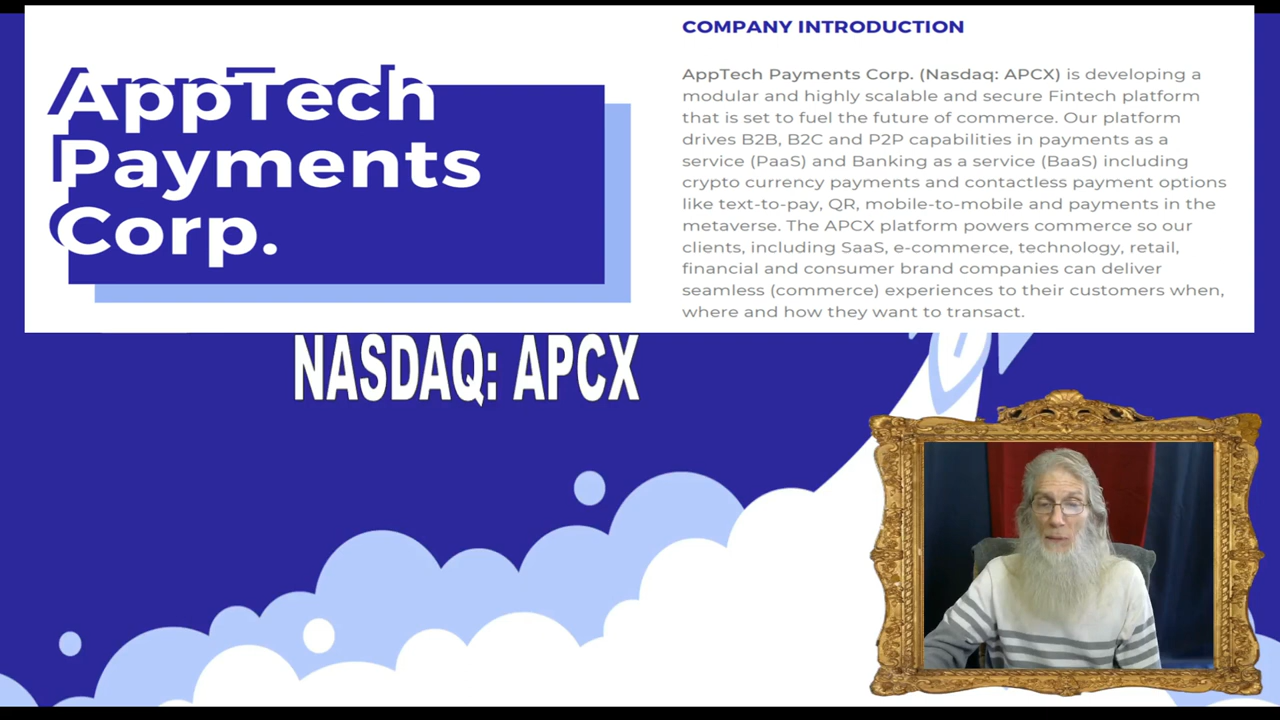 AppTech
Payments
Corp.
COMPANY INTRODUCTION
AppTech Payments Corp. (Nasdaq: APCX) is developing a
modular and highly scalable and secure Fintech platform
that is set to fuel the future of commerce. Our platform
drives B2B, B2C and P2P capabilities in payments as a
service (PaaS) and Banking as a service (BaaS) including
crypto currency payments and contactless payment options
like text-to-pay, QR, mobile-to-mobile and payments in the
metaverse. The APCX platform powers commerce so our
clients, including SaaS, e-commerce, technology, retail,
financial and consumer brand companies can deliver
seamless (commerce) experiences to their customers when,
where and how they want to transact.
NASDAQ: APCX